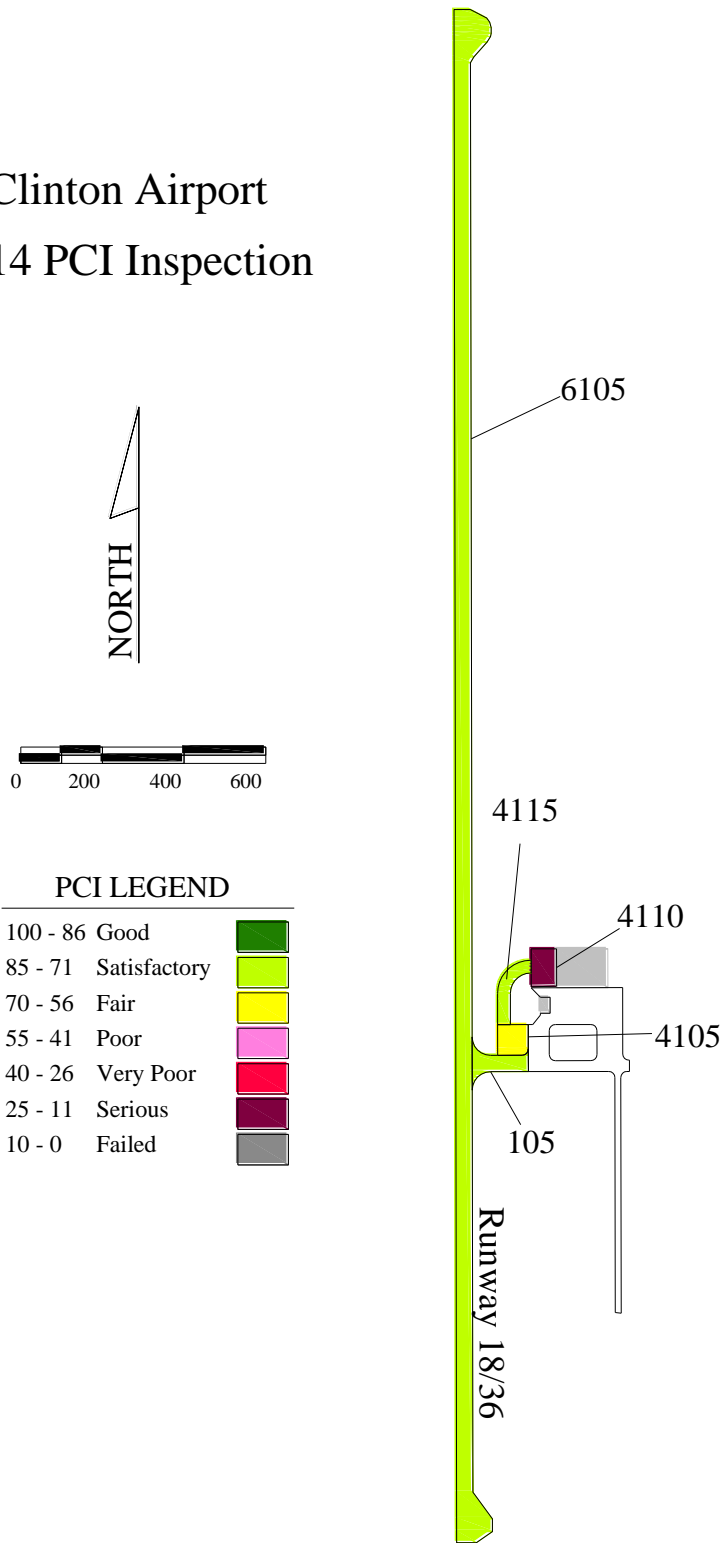 Clinton Airport
14 PCI Inspection
6105
NORTH
0 200 400 600
4115
PCI LEGEND
100 - 86 Good
85 - 71 Satisfactory
70 - 56 Fair
55 - 41 Poor
40 - 26 Very Poor
25 - 11 Serious
10 - 0 Failed
4110
4105
105
Runway 18/36